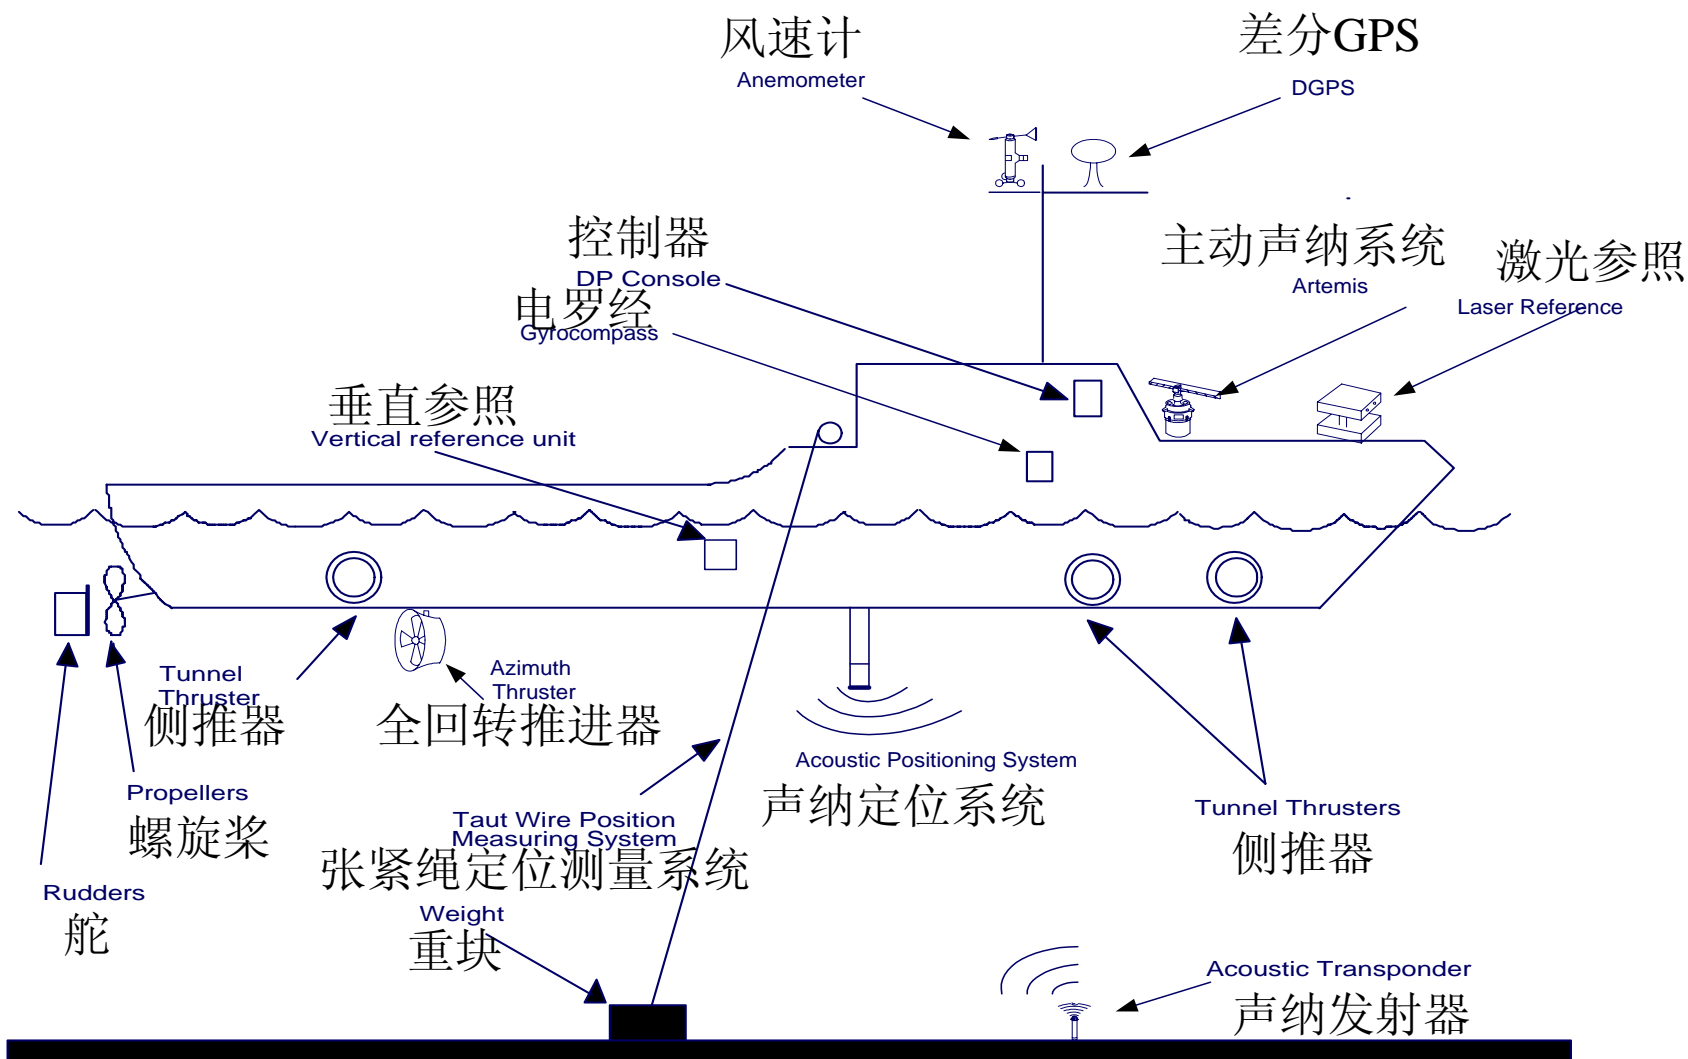 风速计
Anemometer
差分GPS
DGPS
控制器
DP Console
电罗经
Gyrocompass
主动声纳系统
Artemis
激光参照
Laser Reference
垂直参照
Vertical reference unit
Tunnel
Thruster
侧推器
Azimuth
Thruster
全回转推进器
Acoustic Positioning System
声纳定位系统
Propellers
螺旋桨
Taut Wire Position
Measuring System
张紧绳定位测量系统
Tunnel Thrusters
侧推器
Rudders
舵
Weight
重块
Acoustic Transponder
声纳发射器